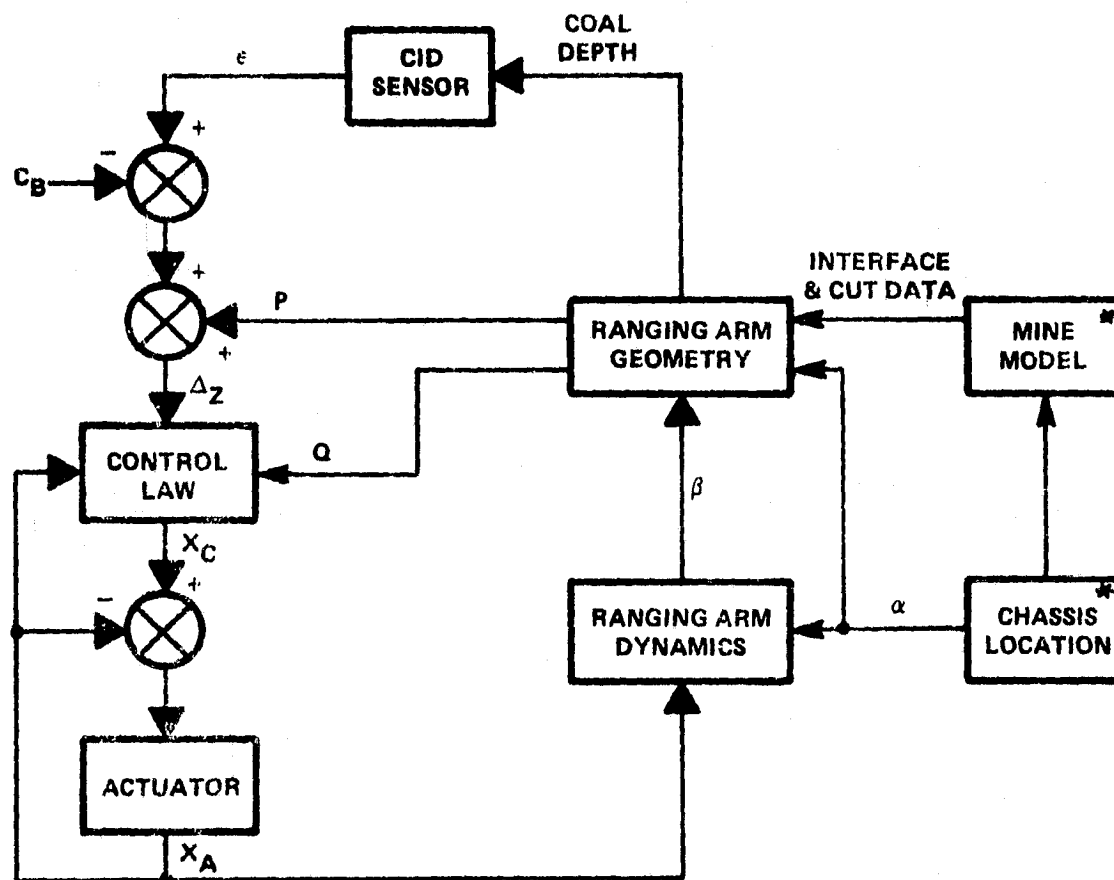 COAL
DEPTH
CID
SENSOR
ϵ
+
−
C_B
+
P
+
INTERFACE
& CUT DATA
RANGING ARM
GEOMETRY
MINE
MODEL
*
Δ_Z
CONTROL
LAW
Q
β
X_C
+
−
RANGING ARM
DYNAMICS
α
CHASSIS
LOCATION
*
ACTUATOR
X_A